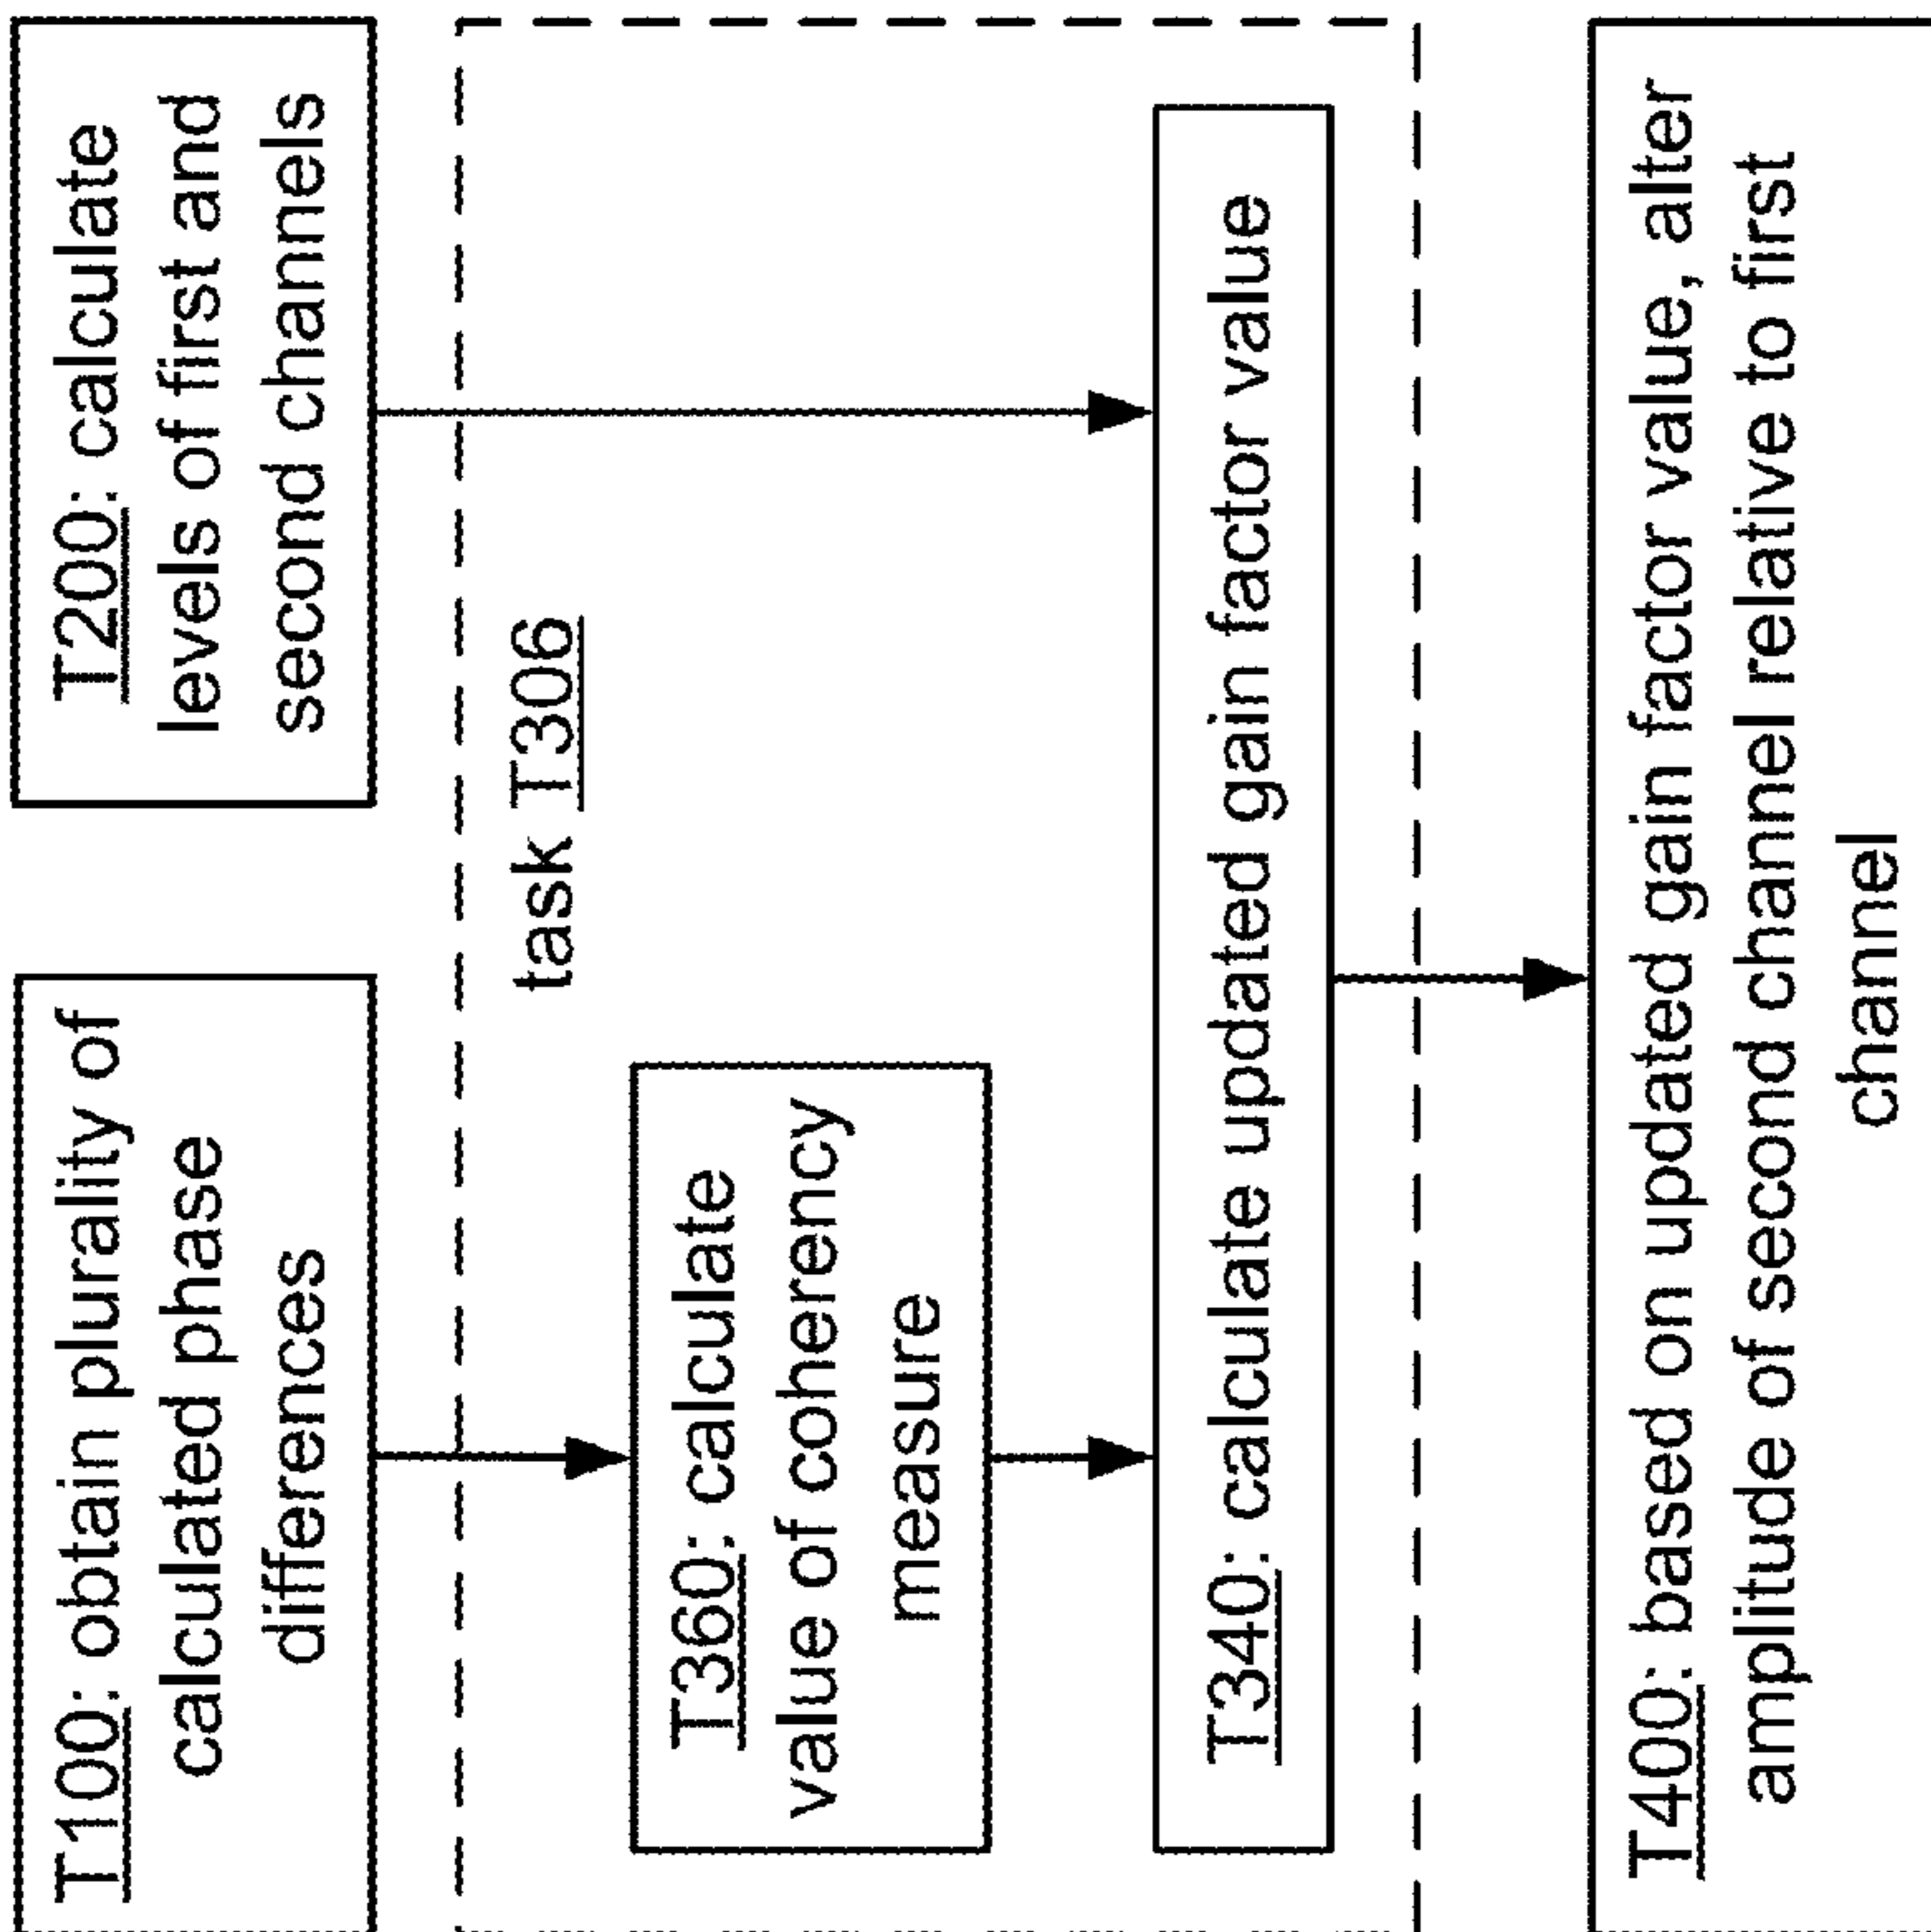 T100: obtain plurality of
calculated phase
differences
T200: calculate
levels of first and
second channels
task T306
T360: calculate
value of coherency
measure
T340: calculate updated gain factor value
T400: based on updated gain factor value, alter
amplitude of second channel relative to first
channel